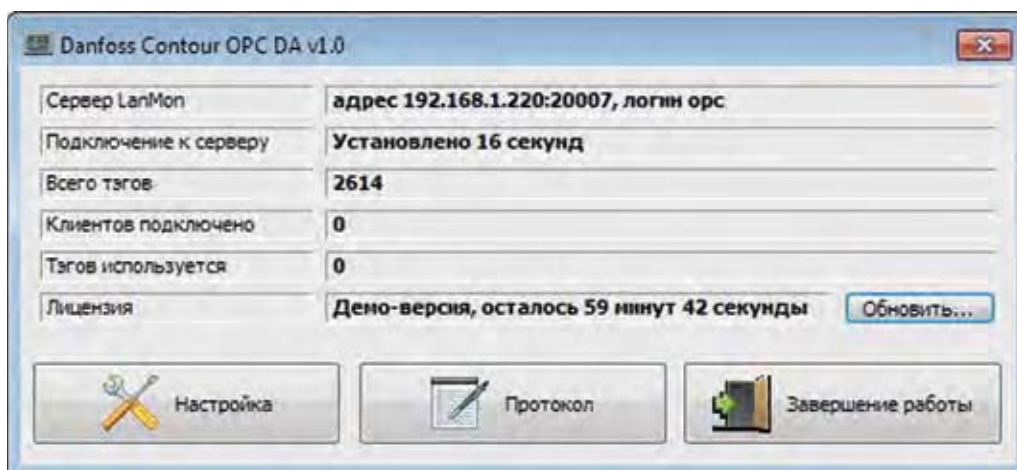 Danfoss Contour OPC DA v1.0
Сервер LanMon адрес 192.168.1.220:20007, логин opc
Подключение к серверу Установлено 16 секунд
Всего тэгов 2614
Клиентов подключено 0
Тэгов используется 0
Лицензия Демо-версия, осталось 59 минут 42 секунды Обновить...
Настройка Протокол Завершение работы